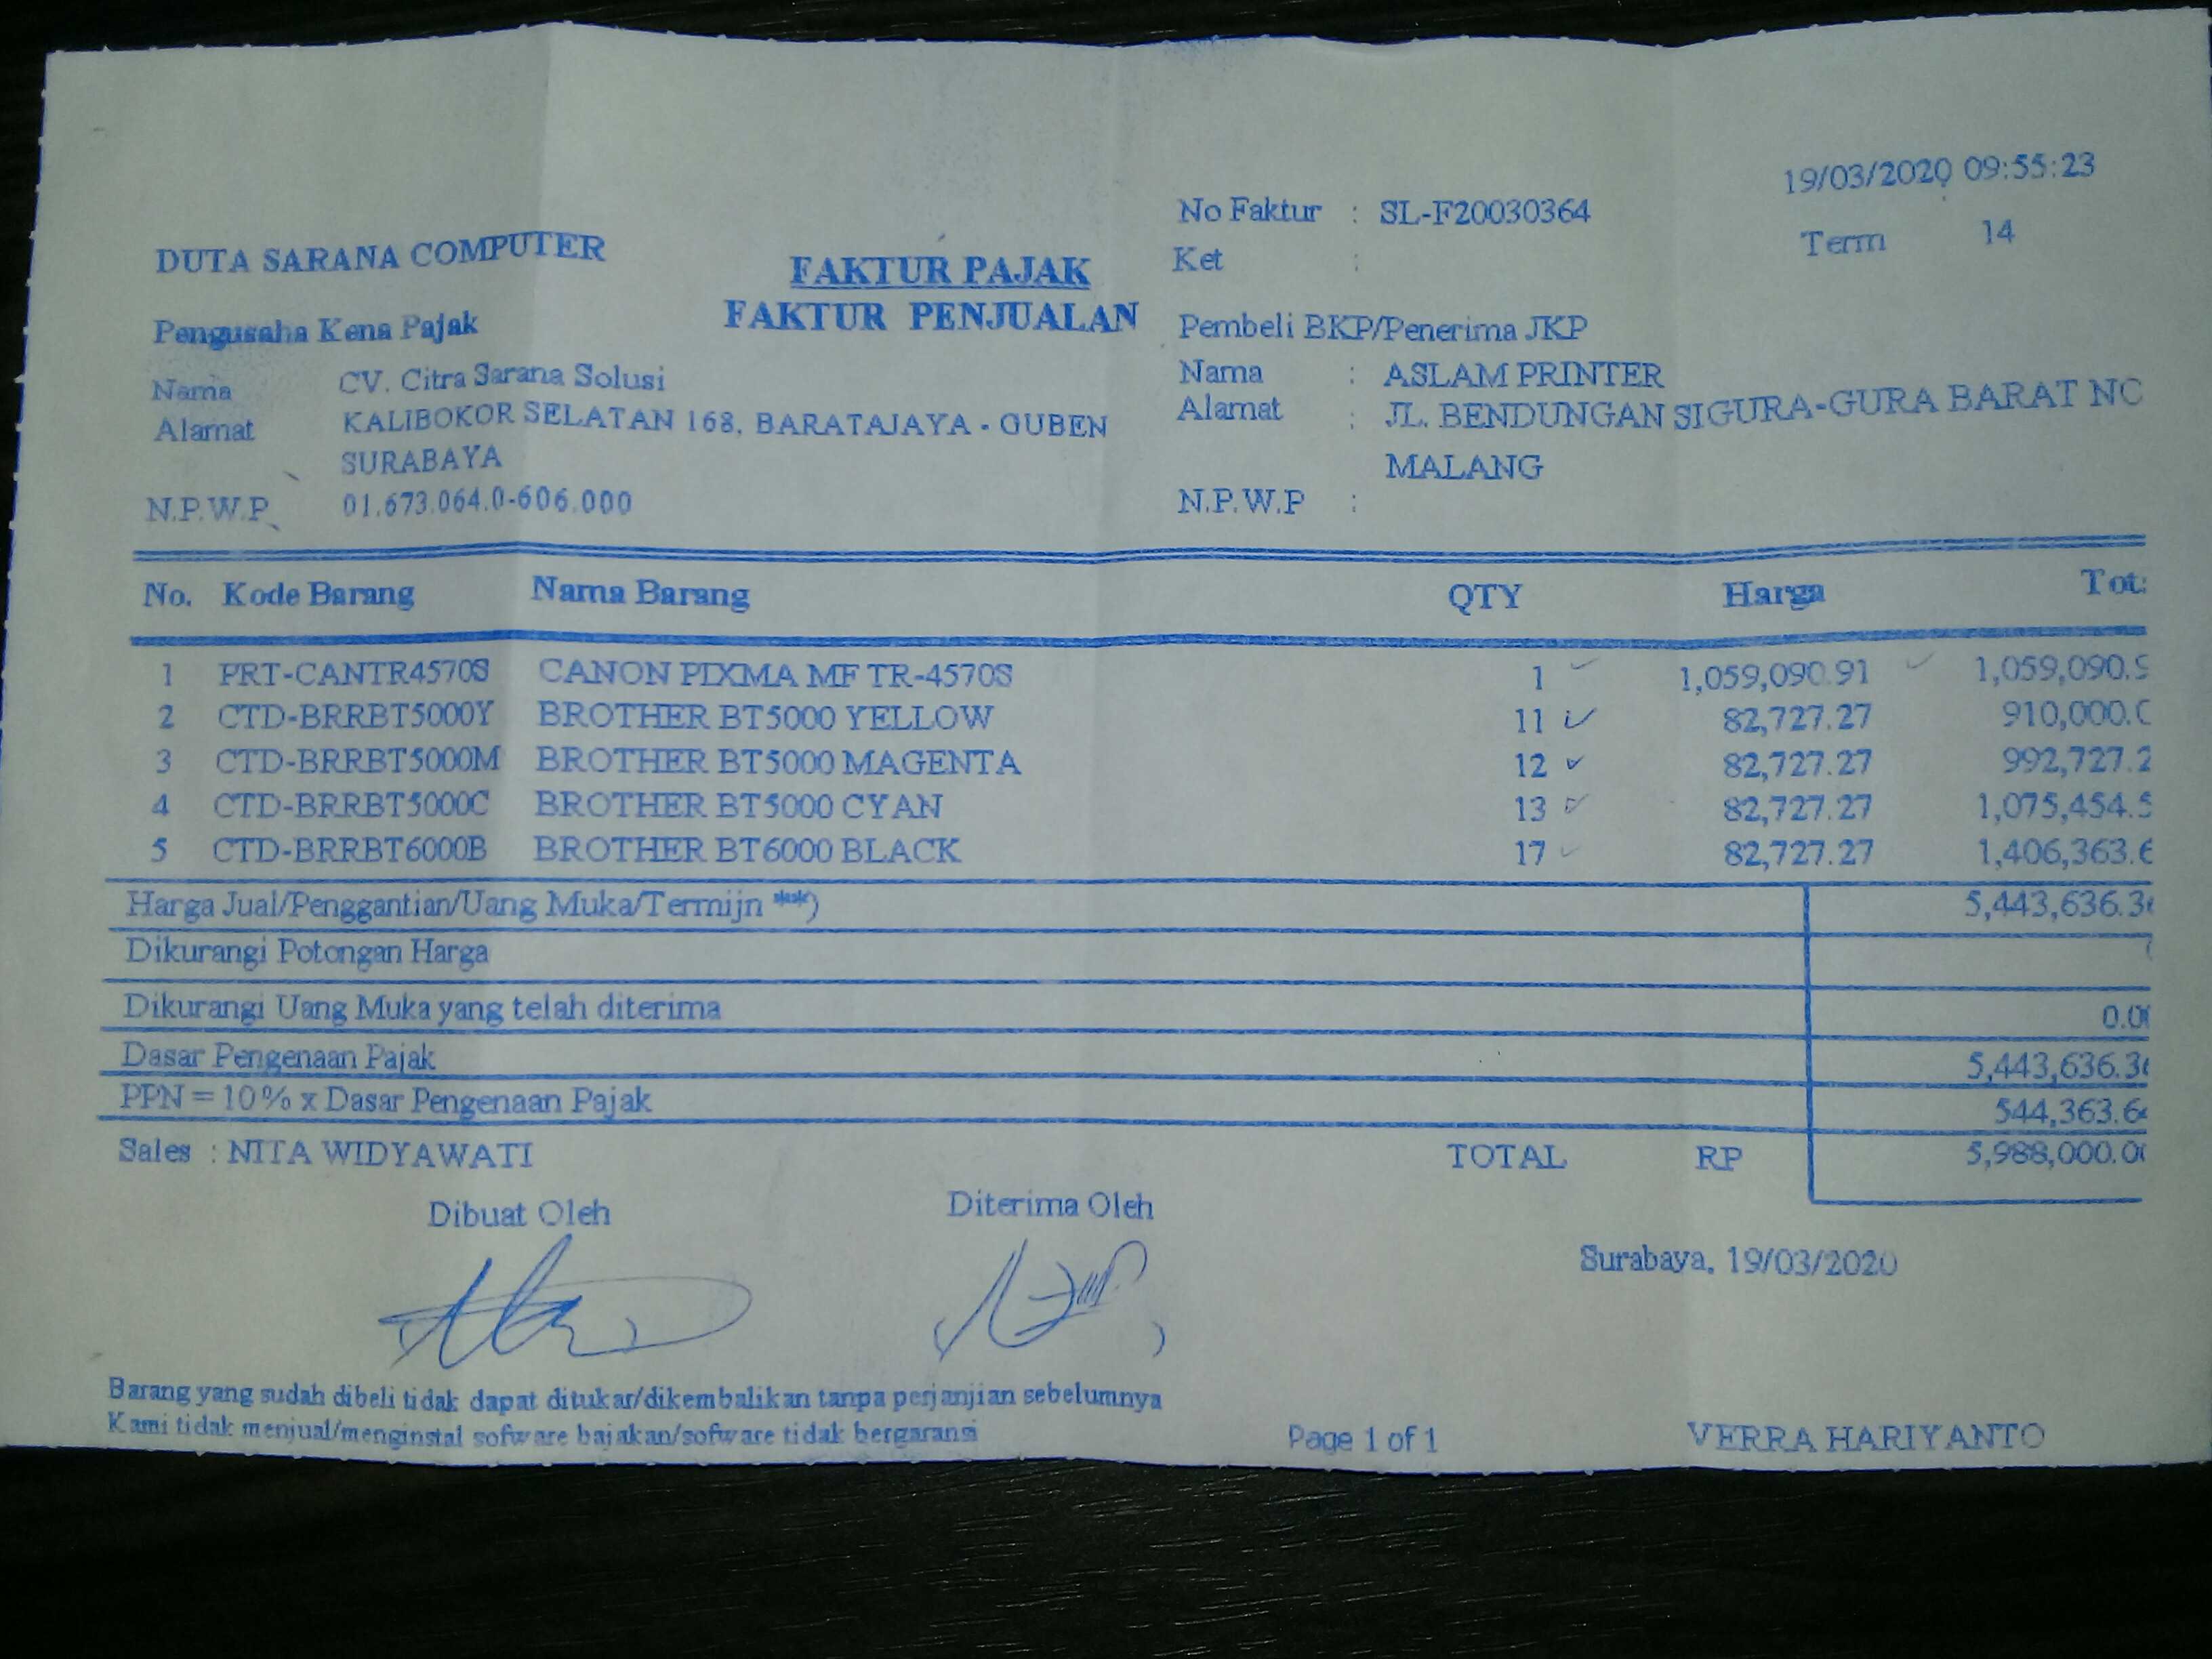 19/03/2020 09:55:23
No Faktur : SL-F20030364
Term 14
DUTA SARANA COMPUTER
FAKTUR PAJAK
Ket :
FAKTUR PENJUALAN
Pengusaha Kena Pajak
Pembeli BKP/Penerima JKP
Nama CV. Citra Sarana Solusi
Nama : ASLAM PRINTER
Alamat KALIBOKOR SELATAN 168, BARATAJAYA - GUBEN
Alamat : JL. BENDUNGAN SIGURA-GURA BARAT NO
SURABAYA
MALANG
N.P.W.P 01.673.064.0-606.000
N.P.W.P :
No. Kode Barang Nama Barang QTY Harga Tot
1 PRT-CANTR4570S CANON PIXMA MF TR-4570S 1 1,059,090.91 1,059,090.9
2 CTD-BRRBT5000Y BROTHER BT5000 YELLOW 11 82,727.27 910,000.0
3 CTD-BRRBT5000M BROTHER BT5000 MAGENTA 12 82,727.27 992,727.2
4 CTD-BRRBT5000C BROTHER BT5000 CYAN 13 82,727.27 1,075,454.5
5 CTD-BRRBT6000B BROTHER BT6000 BLACK 17 82,727.27 1,406,363.6
Harga Jual/Penggantian/Uang Muka/Termijn **) 5,443,636.3
Dikurangi Potongan Harga
Dikurangi Uang Muka yang telah diterima 0.0
Dasar Pengenaan Pajak 5,443,636.3
PPN = 10% x Dasar Pengenaan Pajak 544,363.6
Sales : NITA WIDYAWATI TOTAL RP 5,988,000.0
Dibuat Oleh Diterima Oleh
Surabaya, 19/03/2020
Barang yang sudah dibeli tidak dapat ditukar/dikembalikan tanpa perjanjian sebelumnya
Kami tidak menjual/menginstal sofware bajakan/sofware tidak bergaransi
Page 1 of 1
VERRA HARIYANTO